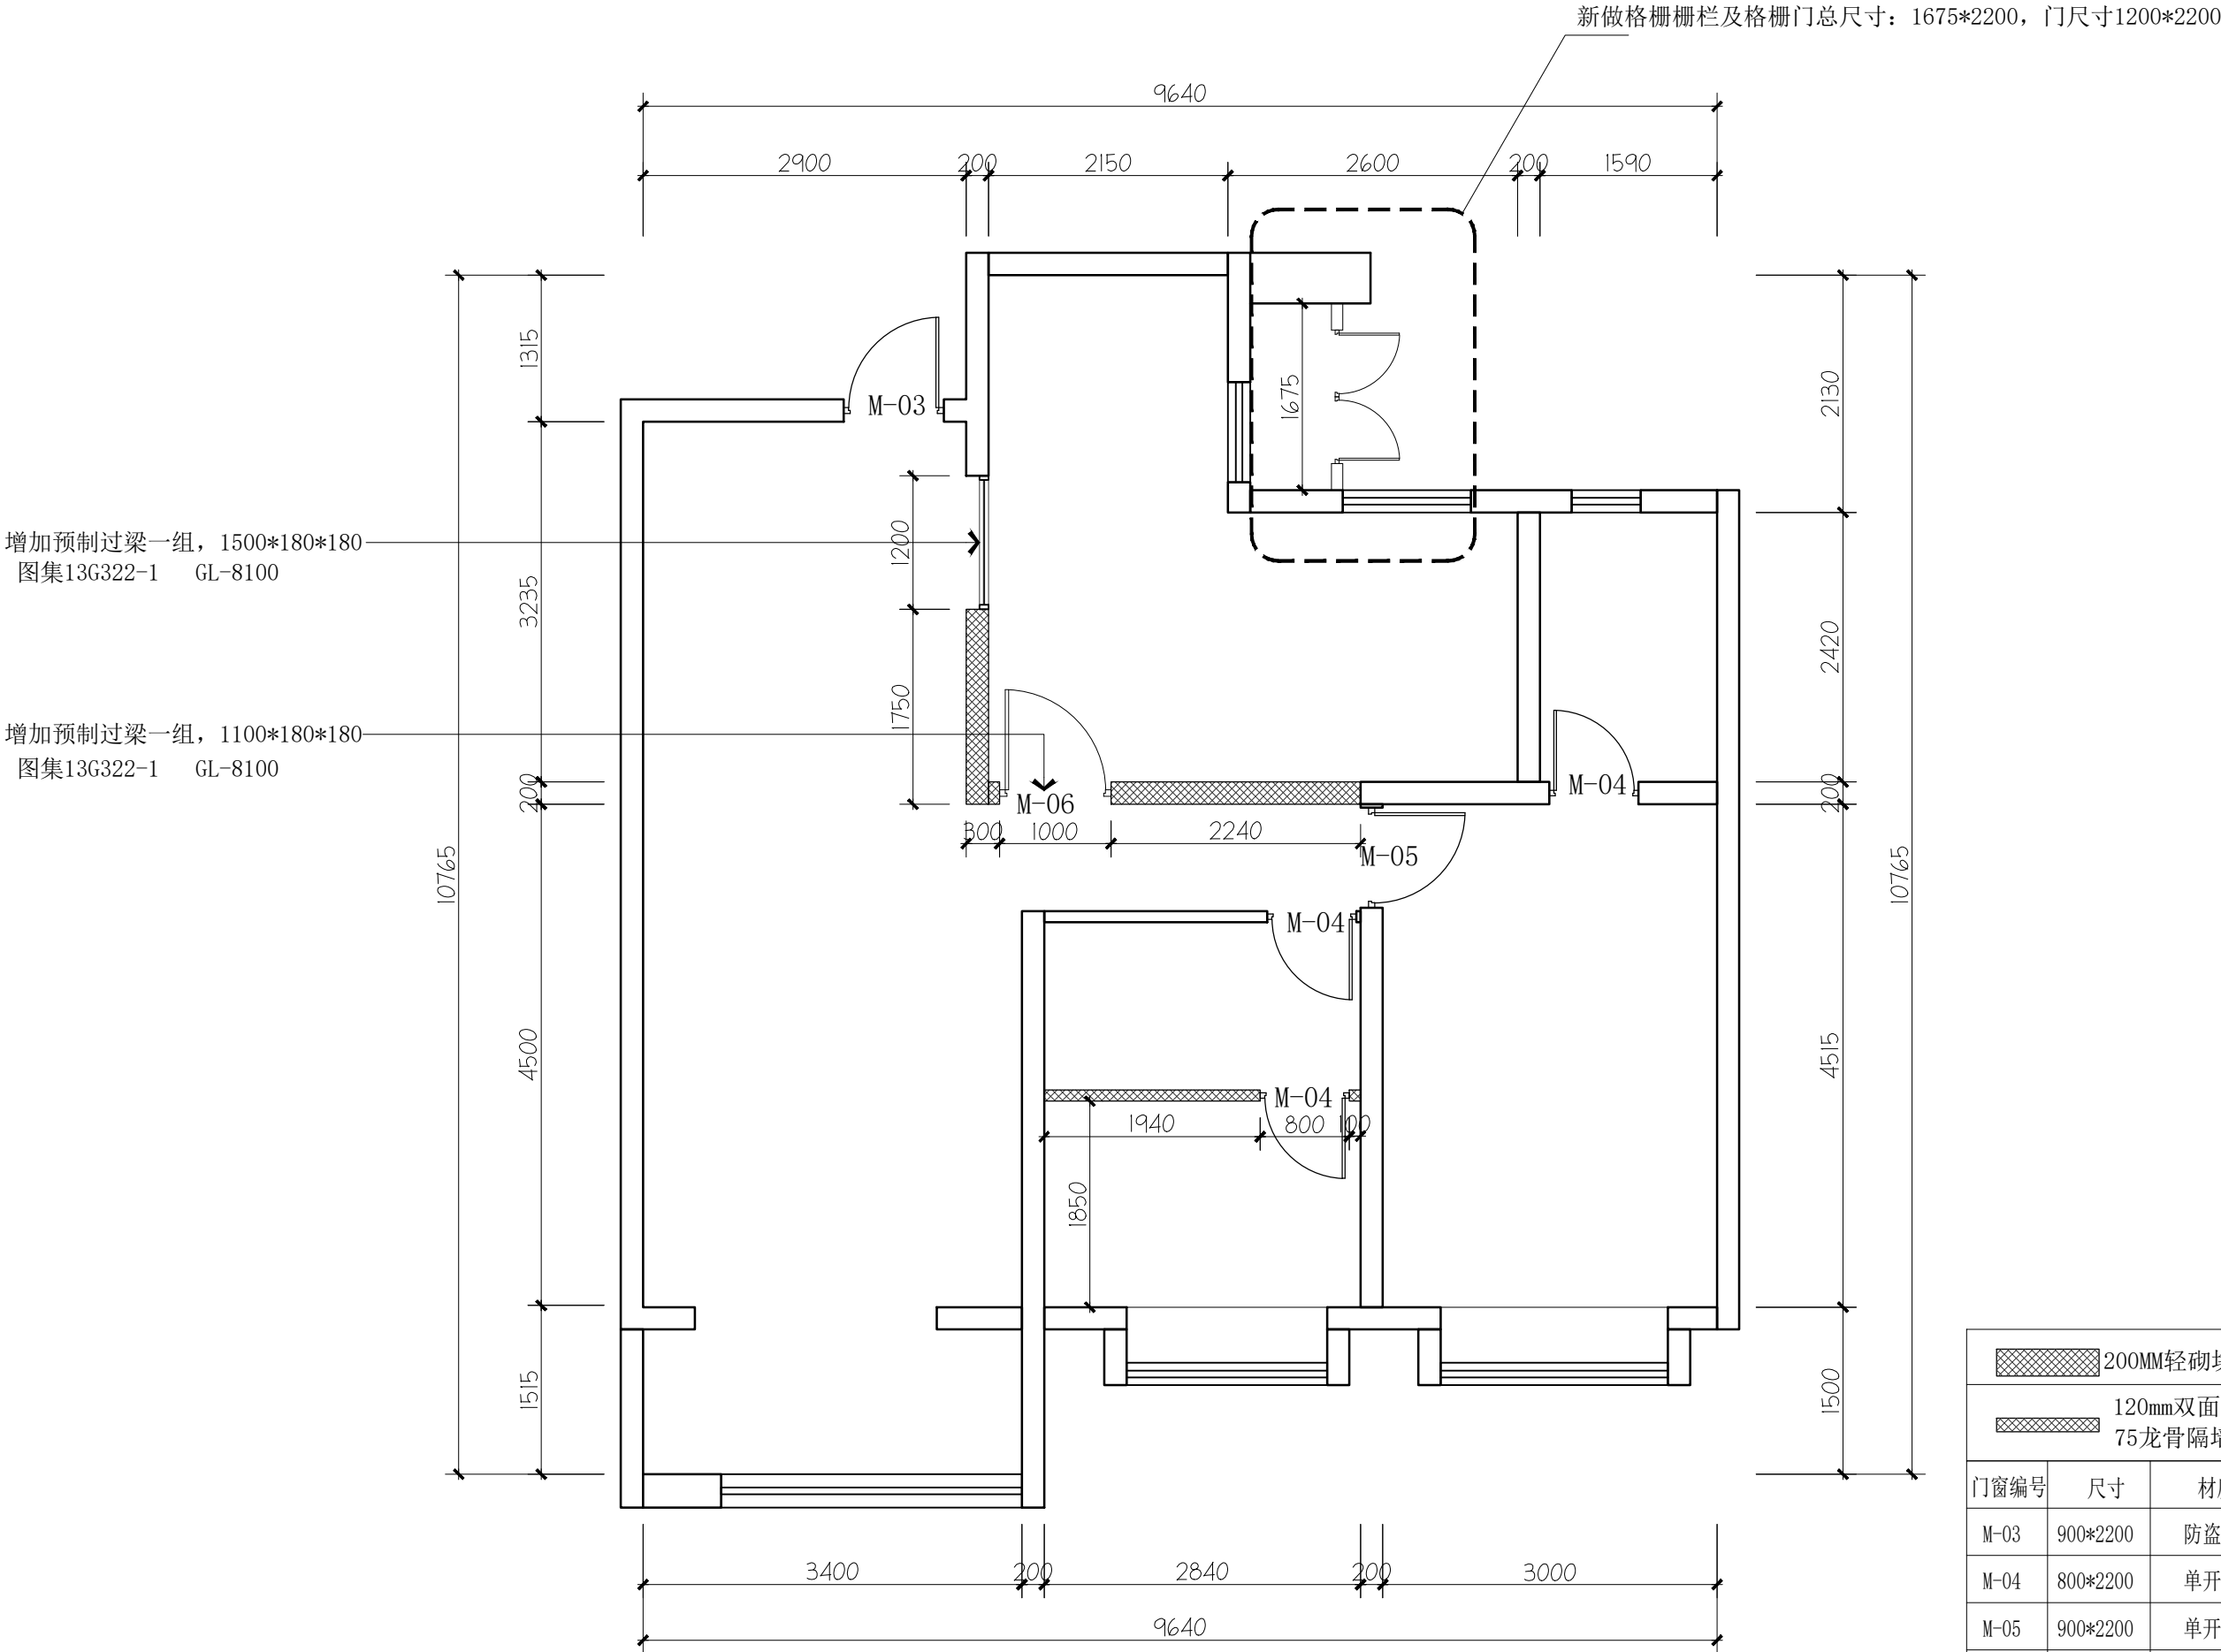 新做格栅栅栏及格栅门总尺寸：1675*2200，门尺寸1200*2200
9640
2900 200 2150 2600 200 1590
1315
M-03
1675
2130
增加预制过梁一组，1500*180*180
图集13G322-1 GL-8100
1200
3235
2420
增加预制过梁一组，1100*180*180
图集13G322-1 GL-8100
1750
200
M-06
M-04
200
300 1000 2240
M-05
10765
10765
M-04
4500
4515
M-04
1940 800 100
1850
1515
1500
200MM轻砌
120mm双面
75龙骨隔
门窗编号 尺寸
M-03 900*2200 防盗
M-04 800*2200 单开
M-05 900*2200 单开
3400 200 2840 200 3000
9640